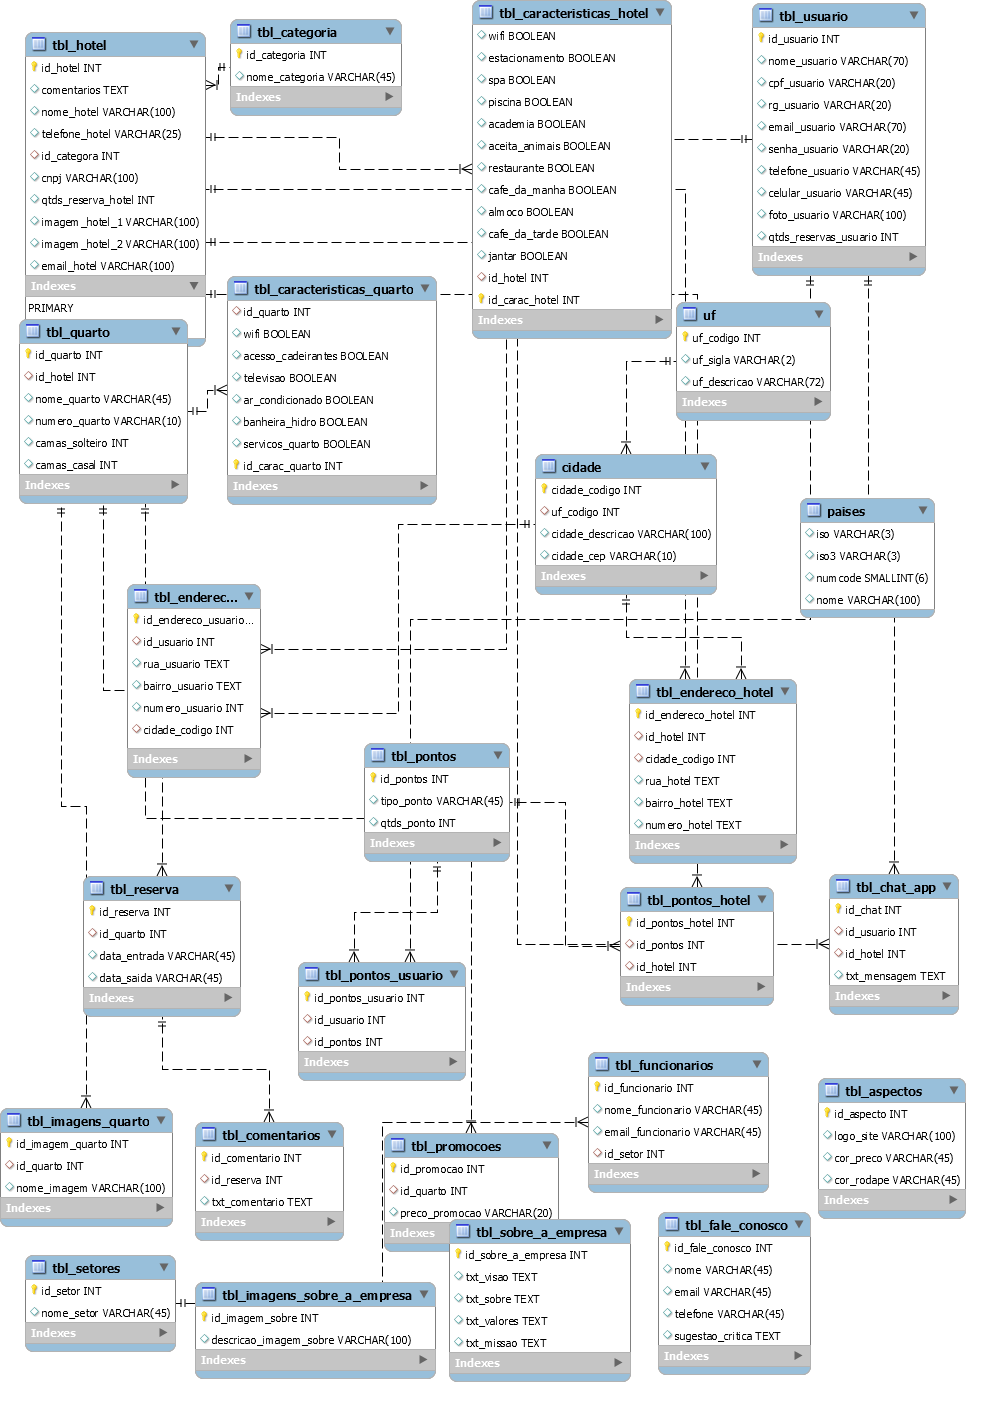 tbl_hotel
id_hotel INT
comentarios TEXT
nome_hotel VARCHAR(100)
telefone_hotel VARCHAR(25)
id_categora INT
cnpj VARCHAR(100)
qtds_reserva_hotel INT
imagem_hotel_1 VARCHAR(100)
imagem_hotel_2 VARCHAR(100)
email_hotel VARCHAR(100)
Indexes
PRIMARY
tbl_categoria
id_categoria INT
nome_categoria VARCHAR(45)
Indexes
tbl_caracteristicas_hotel
wifi BOOLEAN
estacionamento BOOLEAN
spa BOOLEAN
piscina BOOLEAN
academia BOOLEAN
aceita_animais BOOLEAN
restaurante BOOLEAN
cafe_da_manha BOOLEAN
almoco BOOLEAN
cafe_da_tarde BOOLEAN
jantar BOOLEAN
id_hotel INT
id_carac_hotel INT
Indexes
tbl_usuario
id_usuario INT
nome_usuario VARCHAR(70)
cpf_usuario VARCHAR(20)
rg_usuario VARCHAR(20)
email_usuario VARCHAR(70)
senha_usuario VARCHAR(20)
telefone_usuario VARCHAR(45)
celular_usuario VARCHAR(45)
foto_usuario VARCHAR(100)
qtds_reservas_usuario INT
Indexes
tbl_quarto
id_quarto INT
id_hotel INT
nome_quarto VARCHAR(45)
numero_quarto VARCHAR(10)
camas_solteiro INT
camas_casal INT
Indexes
tbl_caracteristicas_quarto
id_quarto INT
wifi BOOLEAN
acesso_cadeirantes BOOLEAN
televisao BOOLEAN
ar_condicionado BOOLEAN
banheira_hidro BOOLEAN
servicos_quarto BOOLEAN
id_carac_quarto INT
Indexes
uf
uf_codigo INT
uf_sigla VARCHAR(2)
uf_descricao VARCHAR(72)
Indexes
cidade
cidade_codigo INT
uf_codigo INT
cidade_descricao VARCHAR(100)
cidade_cep VARCHAR(10)
Indexes
paises
iso VARCHAR(3)
iso3 VARCHAR(3)
numcode SMALLINT(6)
nome VARCHAR(100)
tbl_enderec...
id_endereco_usuario...
id_usuario INT
rua_usuario TEXT
bairro_usuario TEXT
numero_usuario INT
cidade_codigo INT
Indexes
tbl_endereco_hotel
id_endereco_hotel INT
id_hotel INT
cidade_codigo INT
rua_hotel TEXT
bairro_hotel TEXT
numero_hotel TEXT
Indexes
tbl_pontos
id_pontos INT
tipo_ponto VARCHAR(45)
qtds_ponto INT
Indexes
tbl_reserva
id_reserva INT
id_quarto INT
data_entrada VARCHAR(45)
data_saida VARCHAR(45)
Indexes
tbl_pontos_hotel
id_pontos_hotel INT
id_pontos INT
id_hotel INT
Indexes
tbl_chat_app
id_chat INT
id_usuario INT
id_hotel INT
txt_mensagem TEXT
Indexes
tbl_pontos_usuario
id_pontos_usuario INT
id_usuario INT
id_pontos INT
Indexes
tbl_imagens_quarto
id_imagem_quarto INT
id_quarto INT
nome_imagem VARCHAR(100)
Indexes
tbl_comentarios
id_comentario INT
id_reserva INT
txt_comentario TEXT
Indexes
tbl_promocoes
id_promocao INT
id_quarto INT
preco_promocao VARCHAR(20)
Indexes
tbl_funcionarios
id_funcionario INT
nome_funcionario VARCHAR(45)
email_funcionario VARCHAR(45)
id_setor INT
Indexes
tbl_aspectos
id_aspecto INT
logo_site VARCHAR(100)
cor_preco VARCHAR(45)
cor_rodape VARCHAR(45)
Indexes
tbl_setores
id_setor INT
nome_setor VARCHAR(45)
Indexes
tbl_imagens_sobre_a_empresa
id_imagem_sobre INT
descricao_imagem_sobre VARCHAR(100)
Indexes
tbl_sobre_a_empresa
id_sobre_a_empresa INT
txt_visao TEXT
txt_sobre TEXT
txt_valores TEXT
txt_missao TEXT
Indexes
tbl_fale_conosco
id_fale_conosco INT
nome VARCHAR(45)
email VARCHAR(45)
telefone VARCHAR(45)
sugestao_critica TEXT
Indexes